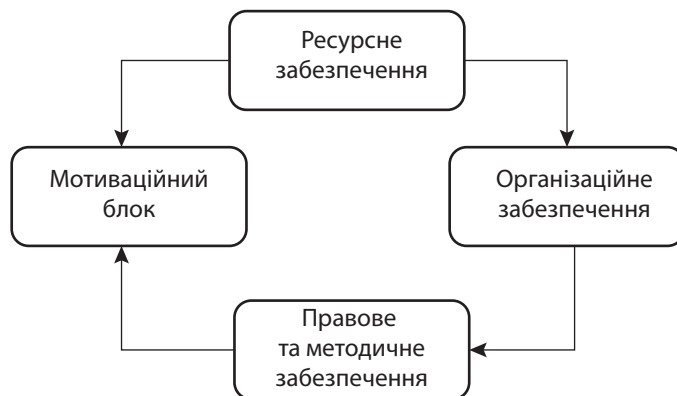 Ресурсне
забезпечення
Мотиваційний
блок
Організаційне
забезпечення
Правове
та методичне
забезпечення